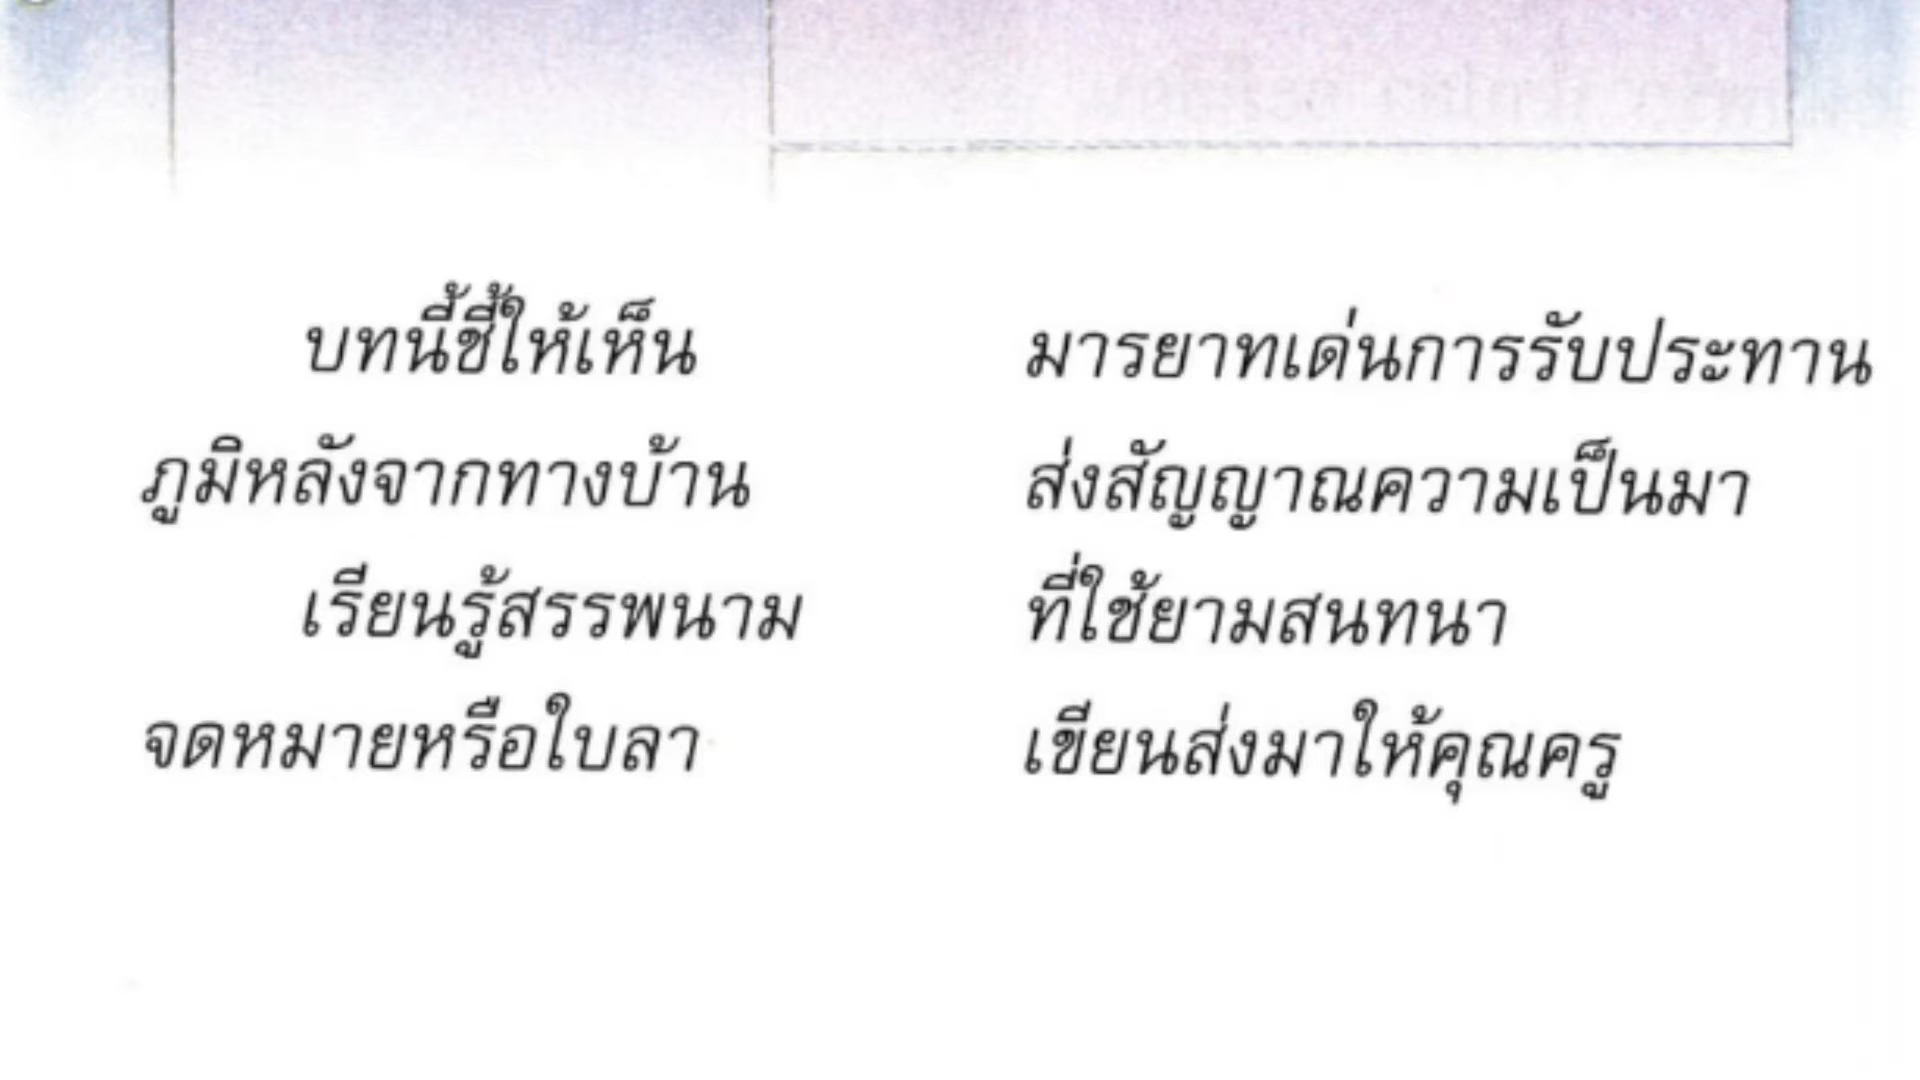 บทนี้ชี้ให้เห็น มารยาทเด่นการรับประทาน
ภูมิหลังจากทางบ้าน ส่งสัญญาณความเป็นมา
เรียนรู้สรรพนาม ที่ใช้ยามสนทนา
จดหมายหรือใบลา เขียนส่งมาให้คุณครู